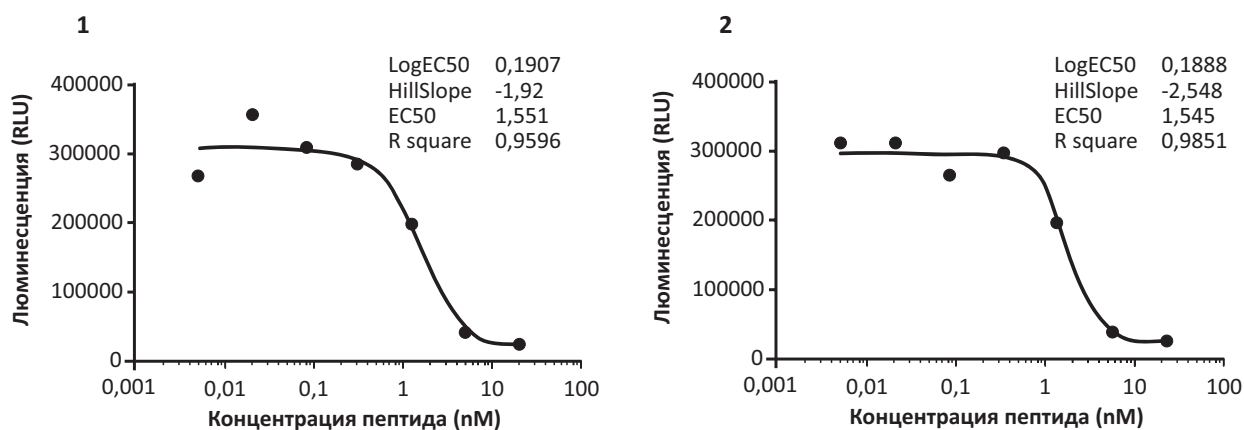 1
LogEC50 0,1907
HillSlope -1,92
EC50 1,551
R square 0,9596
Люминесценция (RLU)
400000
300000
200000
100000
0
0,001 0,01 0,1 1 10 100
Концентрация пептида (nM)
2
LogEC50 0,1888
HillSlope -2,548
EC50 1,545
R square 0,9851
Люминесценция (RLU)
400000
300000
200000
100000
0
0,001 0,01 0,1 1 10 100
Концентрация пептида (nM)